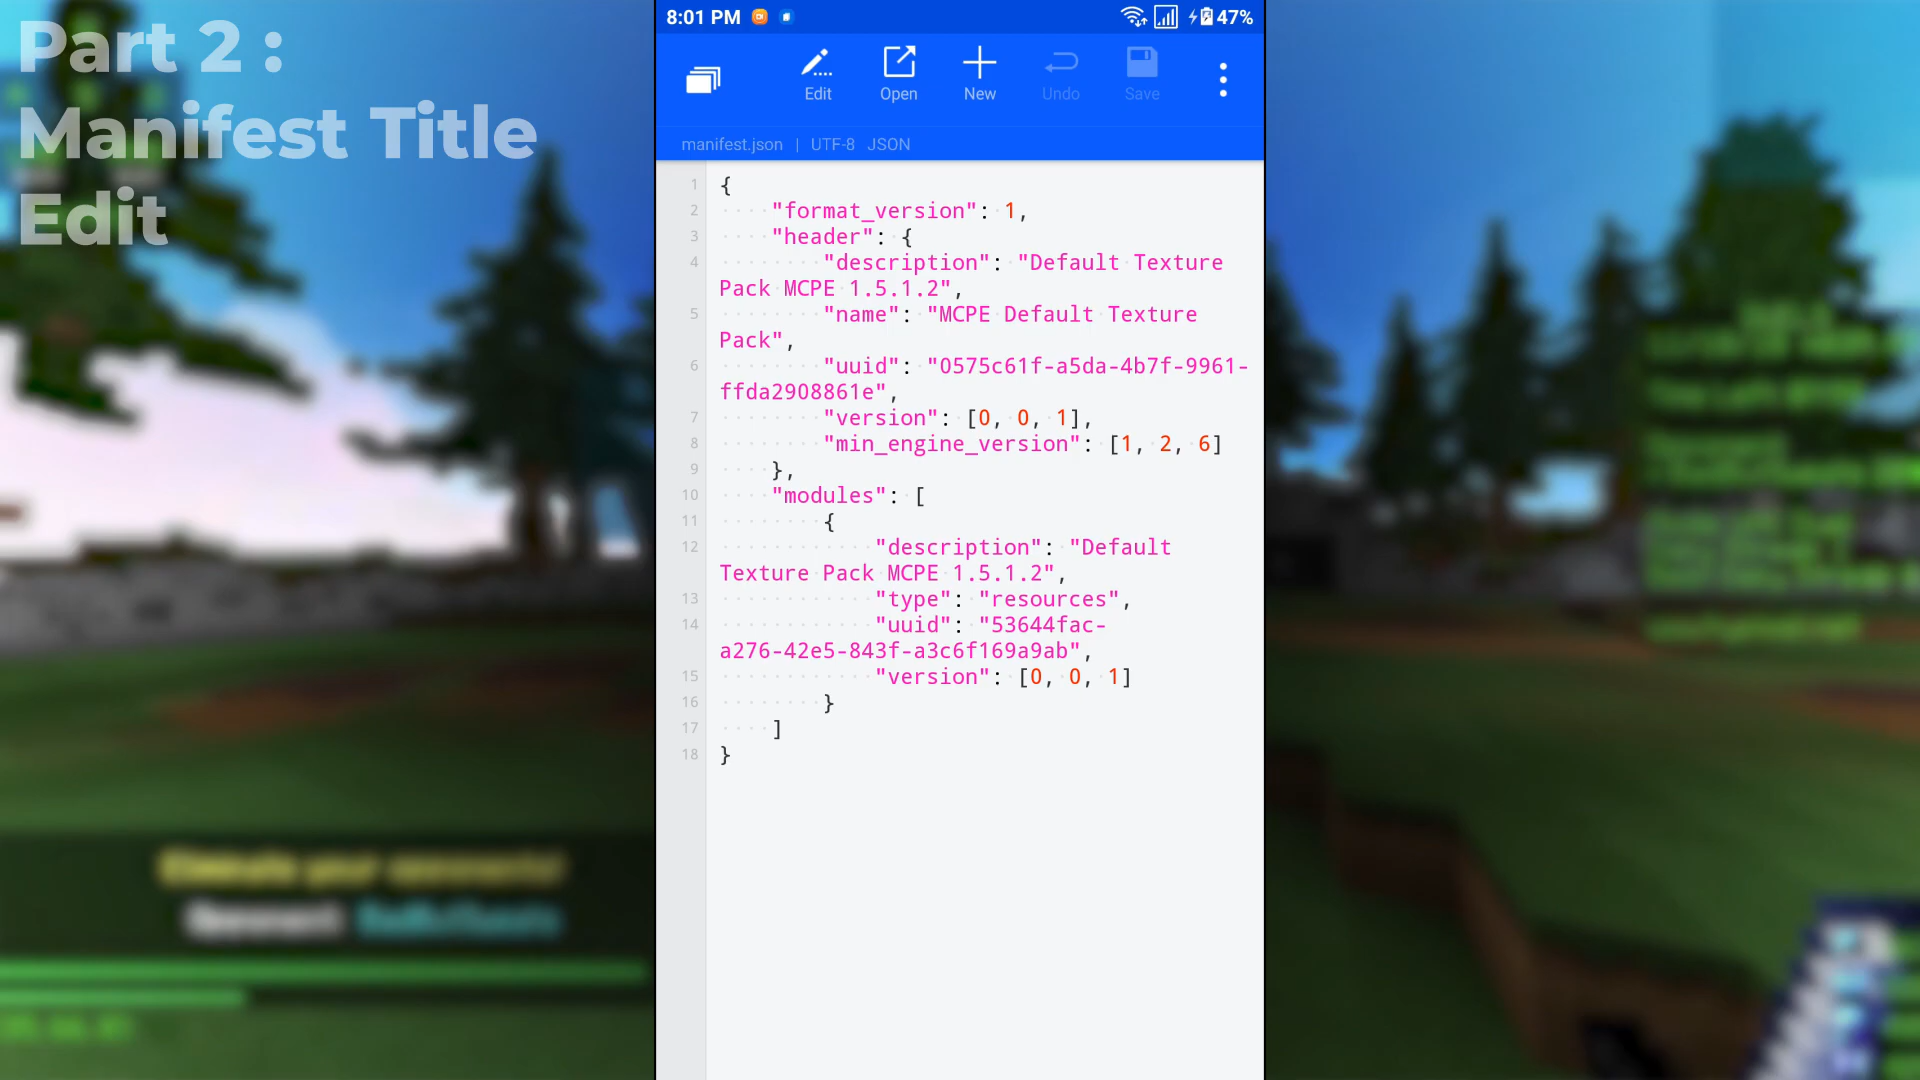 Part 2 :
Manifest Title
Edit
8:01 PM
47%
Edit
Open
New
Undo
Save
manifest.json | UTF-8 JSON
1 {
2 "format_version": 1,
3 "header": {
4 "description": "Default Texture
Pack MCPE 1.5.1.2",
5 "name": "MCPE Default Texture
Pack",
6 "uuid": "0575c61f-a5da-4b7f-9961-
ffda2908861e",
7 "version": [0, 0, 1],
8 "min_engine_version": [1, 2, 6]
9 },
10 "modules": [
11 {
12 "description": "Default
Texture Pack MCPE 1.5.1.2",
13 "type": "resources",
14 "uuid": "53644fac-
a276-42e5-843f-a3c6f169a9ab",
15 "version": [0, 0, 1]
16 }
17 ]
18 }
Eliminate your opponents!